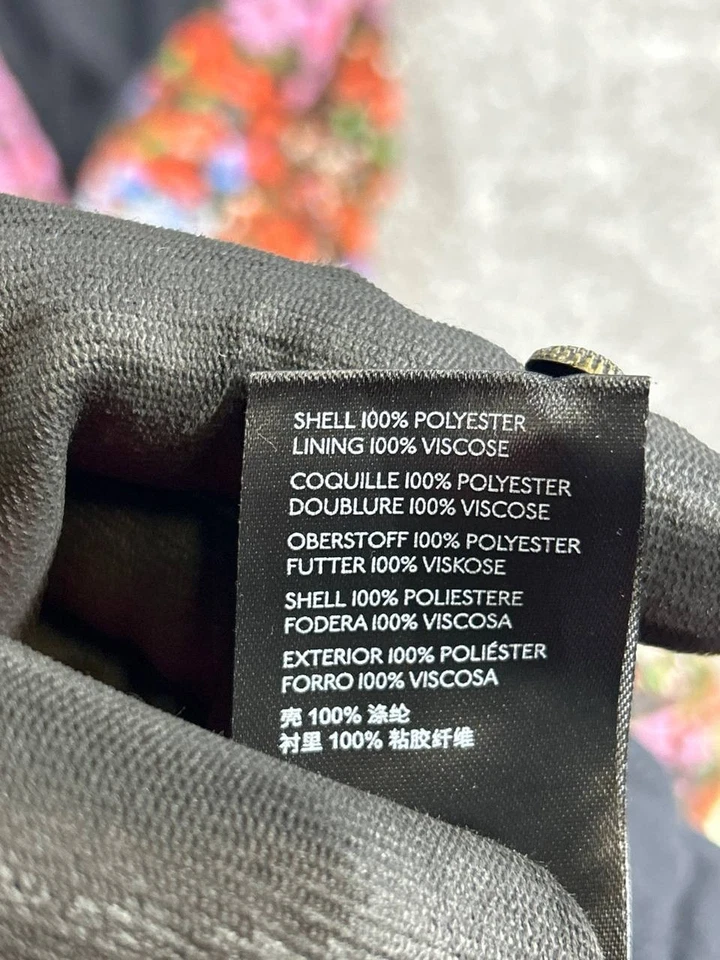 SHELL 100% POLYESTER
LINING 100% VISCOSE
COQUILLE 100% POLYESTER
DOUBLURE 100% VISCOSE
OBERSTOFF 100% POLYESTER
FUTTER 100% VISKOSE
SHELL 100% POLIESTERE
FODERA 100% VISCOSA
EXTERIOR 100% POLIÉSTER
FORRO 100% VISCOSA
壳 100% 涤纶
衬里 100% 粘胶纤维